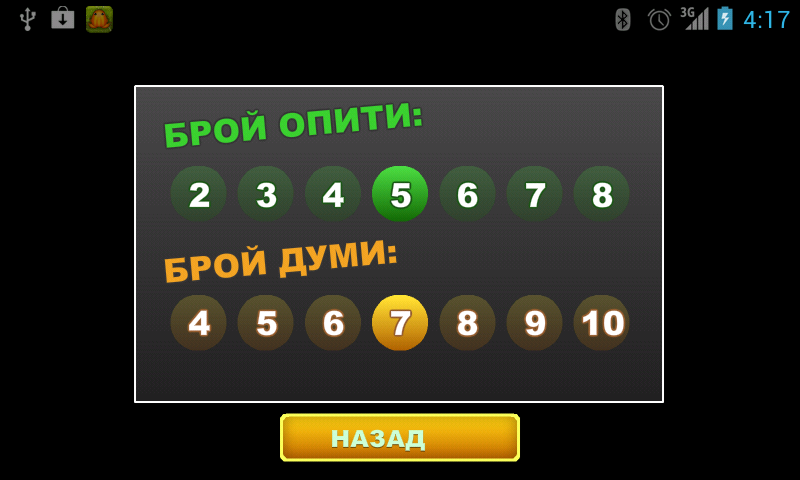 3G 4:17
БРОЙ ОПИТИ:
2 3 4 5 6 7 8
БРОЙ ДУМИ:
4 5 6 7 8 9 10
НАЗАД